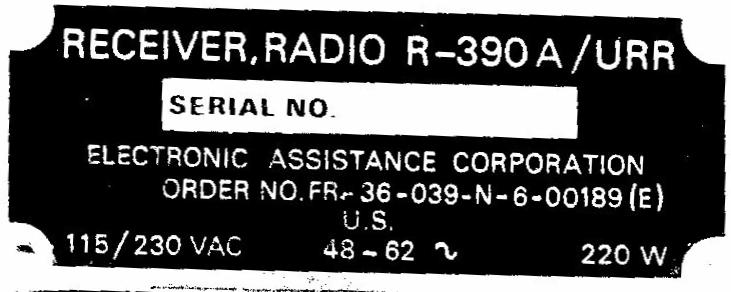 RECEIVER, RADIO R-390A/URR
SERIAL NO.
ELECTRONIC ASSISTANCE CORPORATION
ORDER NO. FR-36-039-N-6-00189(E)
U.S.
115/230 VAC 48-62 ∿ 220 W